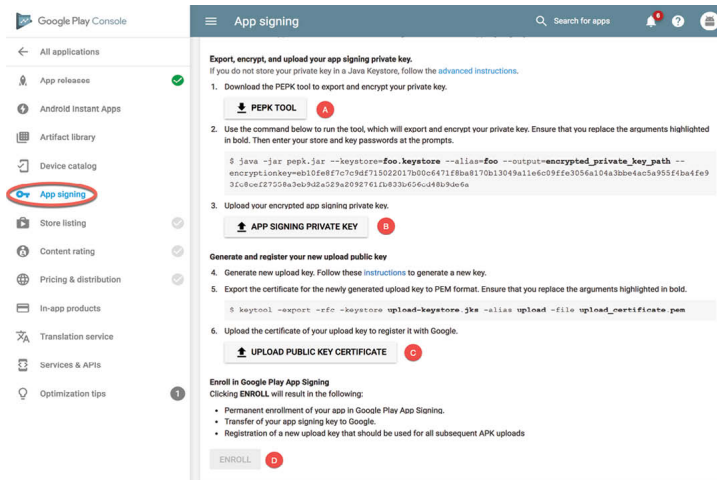 Google Play Console
App signing
Search for apps
6
All applications
App releases
Android Instant Apps
Artifact library
Device catalog
App signing
Store listing
Content rating
Pricing & distribution
In-app products
Translation service
Services & APIs
Optimization tips
1
Export, encrypt, and upload your app signing private key.
If you do not store your private key in a Java Keystore, follow the advanced instructions.
1. Download the PEPK tool to export and encrypt your private key.
PEPK TOOL
A
2. Use the command below to run the tool, which will export and encrypt your private key. Ensure that you replace the arguments highlighted
in bold. Then enter your store and key passwords at the prompts.
$ java -jar pepk.jar --keystore=foo.keystore --alias=foo --output=encrypted_private_key_path --
3. Upload your encrypted app signing private key.
APP SIGNING PRIVATE KEY
B
Generate and register your new upload public key
4. Generate new upload key. Follow these instructions to generate a new key.
5. Export the certificate for the newly generated upload key to PEM format. Ensure that you replace the arguments highlighted in bold.
$ keytool -export -rfc -keystore upload-keystore.jks -alias upload -file upload_certificate.pem
6. Upload the certificate of your upload key to register it with Google.
UPLOAD PUBLIC KEY CERTIFICATE
C
Enroll in Google Play App Signing
Clicking ENROLL will result in the following:
• Permanent enrollment of your app in Google Play App Signing.
• Transfer of your app signing key to Google.
• Registration of a new upload key that should be used for all subsequent APK uploads
ENROLL
D